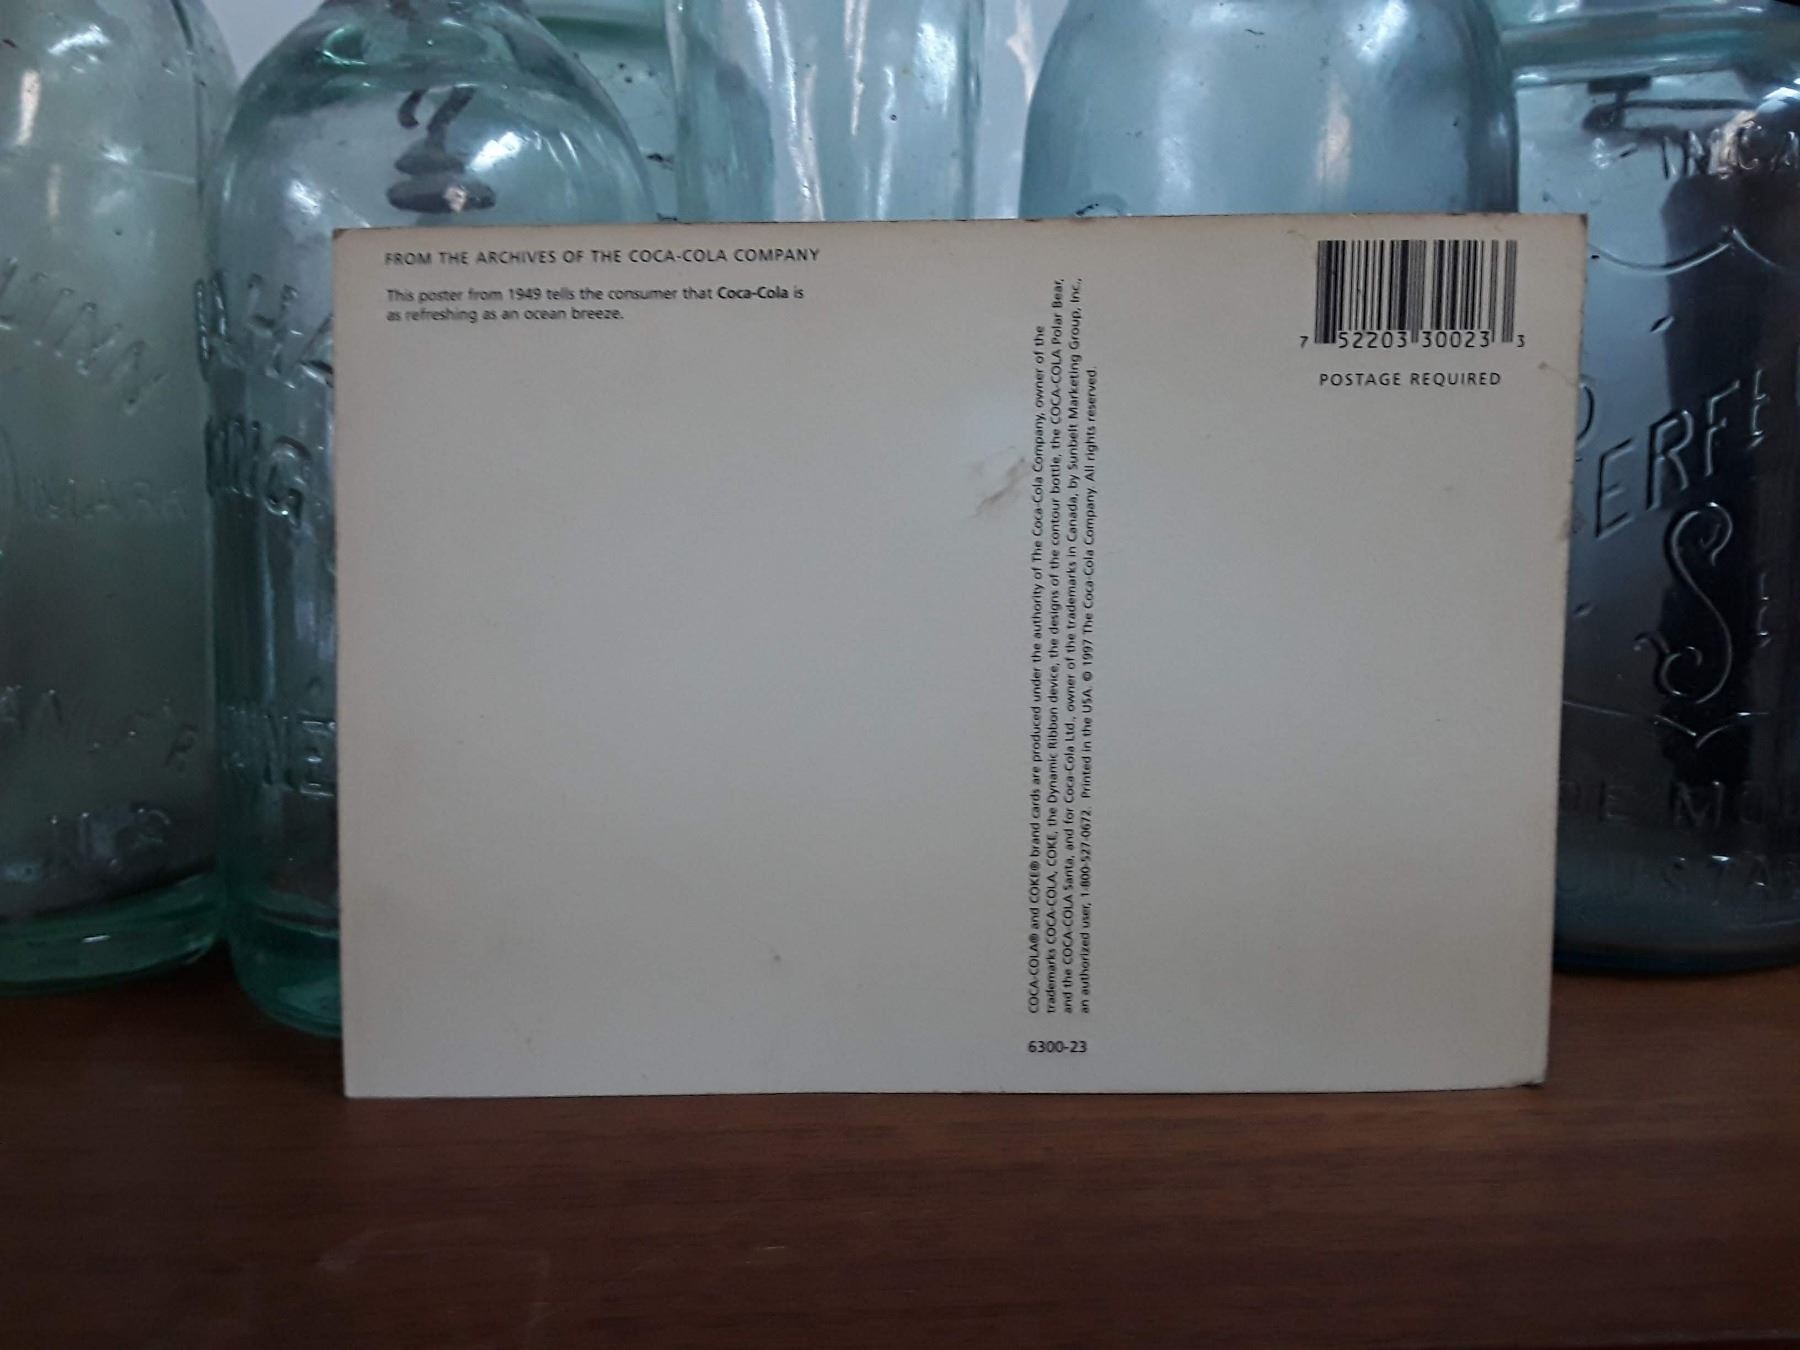 FROM THE ARCHIVES OF THE COCA-COLA COMPANY
This poster from 1949 tells the consumer that Coca-Cola is
as refreshing as an ocean breeze.
7 52203 30023 3
POSTAGE REQUIRED
COCA-COLA® and COKE® brand cards are produced under the authority of The Coca-Cola Company, owner of the
trademarks COCA-COLA, COKE, the Dynamic Ribbon device, the designs of the contour bottle, the COCA-COLA Polar Bear,
and the COCA-COLA Santa, and for Coca-Cola Ltd., owner of the trademarks in Canada, by Sunbelt Marketing Group, Inc.,
an authorized user, 1-800-527-0672. Printed in the USA. © 1997 The Coca-Cola Company. All rights reserved.
6300-23